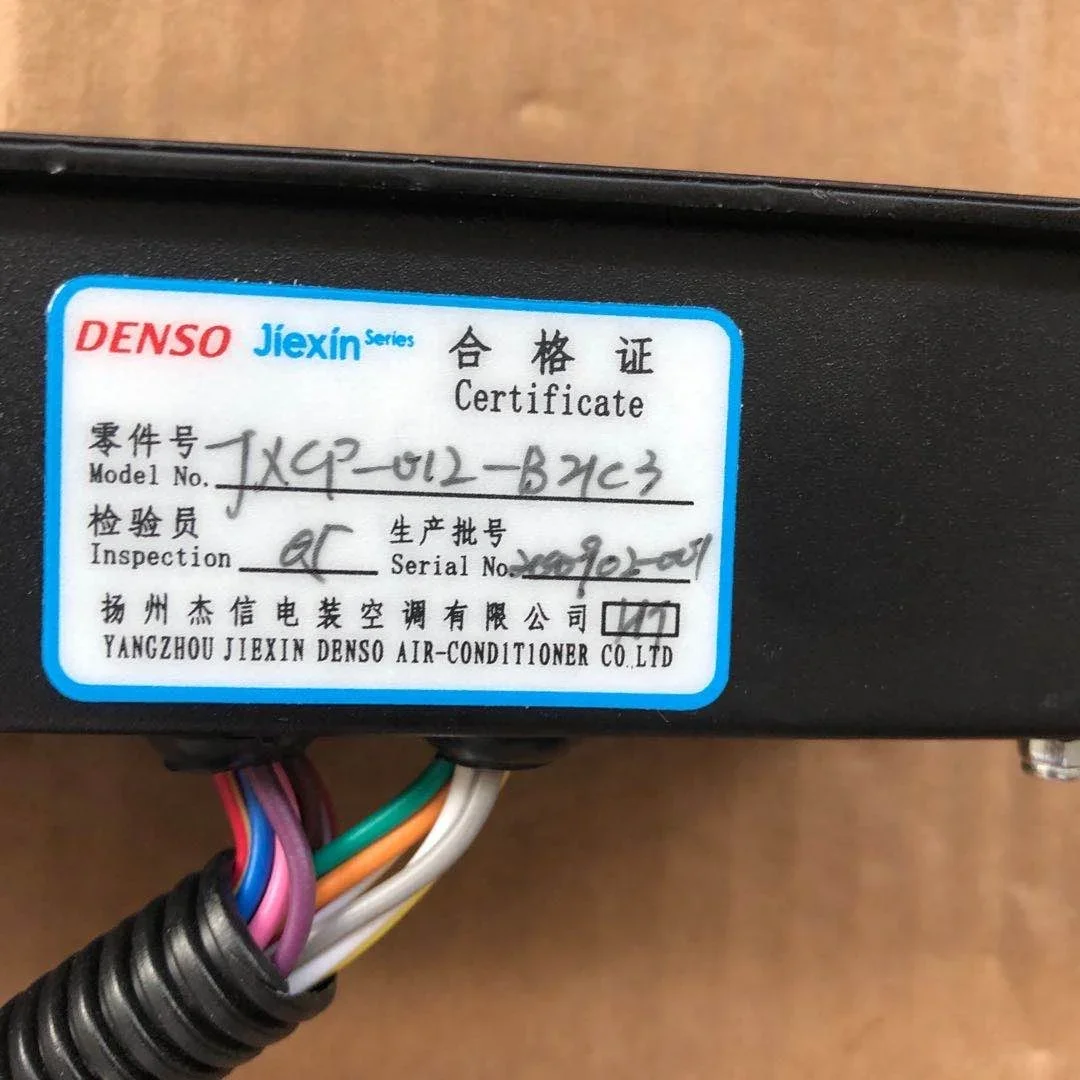 DENSO Jiexin Series 合格证
Certificate
零件号
Model No. JXCP-012-B21C3
检验员 生产批号
Inspection Serial No.
扬州杰信电装空调有限公司
YANGZHOU JIEXIN DENSO AIR-CONDITIONER CO.,LTD